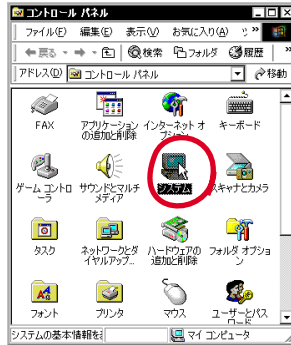 コントロール パネル
ファイル(F) 編集(E) 表示(V) お気に入り(A) ツ »
戻る 検索 フォルダ 履歴 »
アドレス(D) コントロール パネル 移動
FAX
アプリケーション
の追加と削除
インターネット オ
プション
キーボード
ゲーム コントロ
ーラ
サウンドとマルチ
メディア
システム
スキャナとカメラ
タスク
ネットワークとダ
イヤルアップ...
ハードウェアの
追加と削除
フォルダ オプショ
ン
フォント
プリンタ
マウス
ユーザーとパス
ワード
システムの基本情報を
マイ コンピュータ